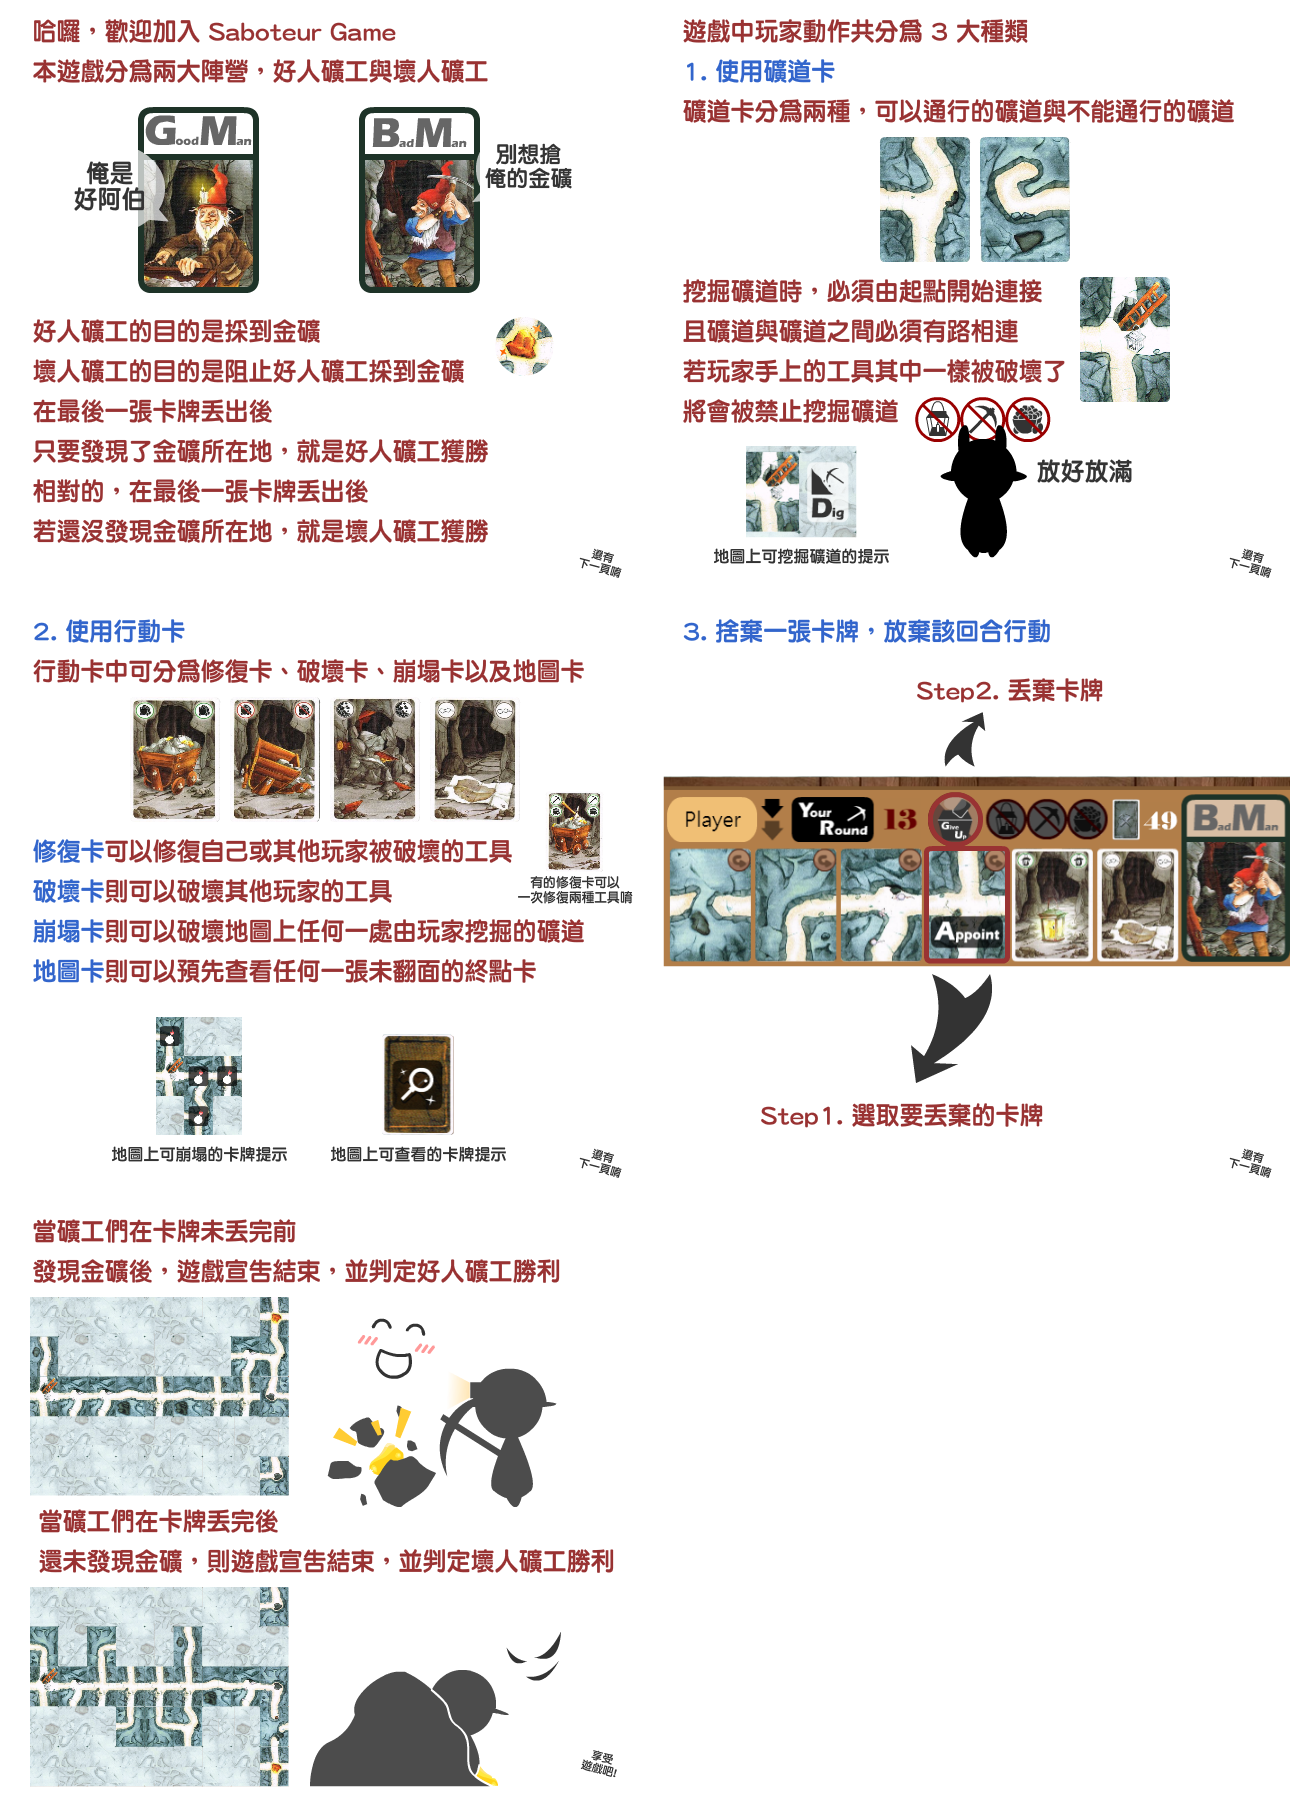 哈囉，歡迎加入 Saboteur Game
本遊戲分為兩大陣營，好人礦工與壞人礦工
GoodMan
俺是
好阿伯
BadMan
別想搶
俺的金礦
好人礦工的目的是採到金礦
壞人礦工的目的是阻止好人礦工採到金礦
在最後一張卡牌丟出後
只要發現了金礦所在地，就是好人礦工獲勝
相對的，在最後一張卡牌丟出後
若還沒發現金礦所在地，就是壞人礦工獲勝
還有
下一頁唷
遊戲中玩家動作共分為 3 大種類
1. 使用礦道卡
礦道卡分為兩種，可以通行的礦道與不能通行的礦道
挖掘礦道時，必須由起點開始連接
且礦道與礦道之間必須有路相連
若玩家手上的工具其中一樣被破壞了
將會被禁止挖掘礦道
放好放滿
Dig
地圖上可挖掘礦道的提示
還有
下一頁唷
2. 使用行動卡
行動卡中可分為修復卡、破壞卡、崩塌卡以及地圖卡
修復卡可以修復自己或其他玩家被破壞的工具
有的修復卡可以
一次修復兩種工具唷
破壞卡則可以破壞其他玩家的工具
崩塌卡則可以破壞地圖上任何一處由玩家挖掘的礦道
地圖卡則可以預先查看任何一張未翻面的終點卡
地圖上可崩塌的卡牌提示
地圖上可查看的卡牌提示
還有
下一頁唷
3. 捨棄一張卡牌，放棄該回合行動
Step2. 丟棄卡牌
Player
Your
Round
13
Give
Up
49
BadMan
Appoint
Step1. 選取要丟棄的卡牌
還有
下一頁唷
當礦工們在卡牌未丟完前
發現金礦後，遊戲宣告結束，並判定好人礦工勝利
當礦工們在卡牌丟完後
還未發現金礦，則遊戲宣告結束，並判定壞人礦工勝利
享受
遊戲吧!